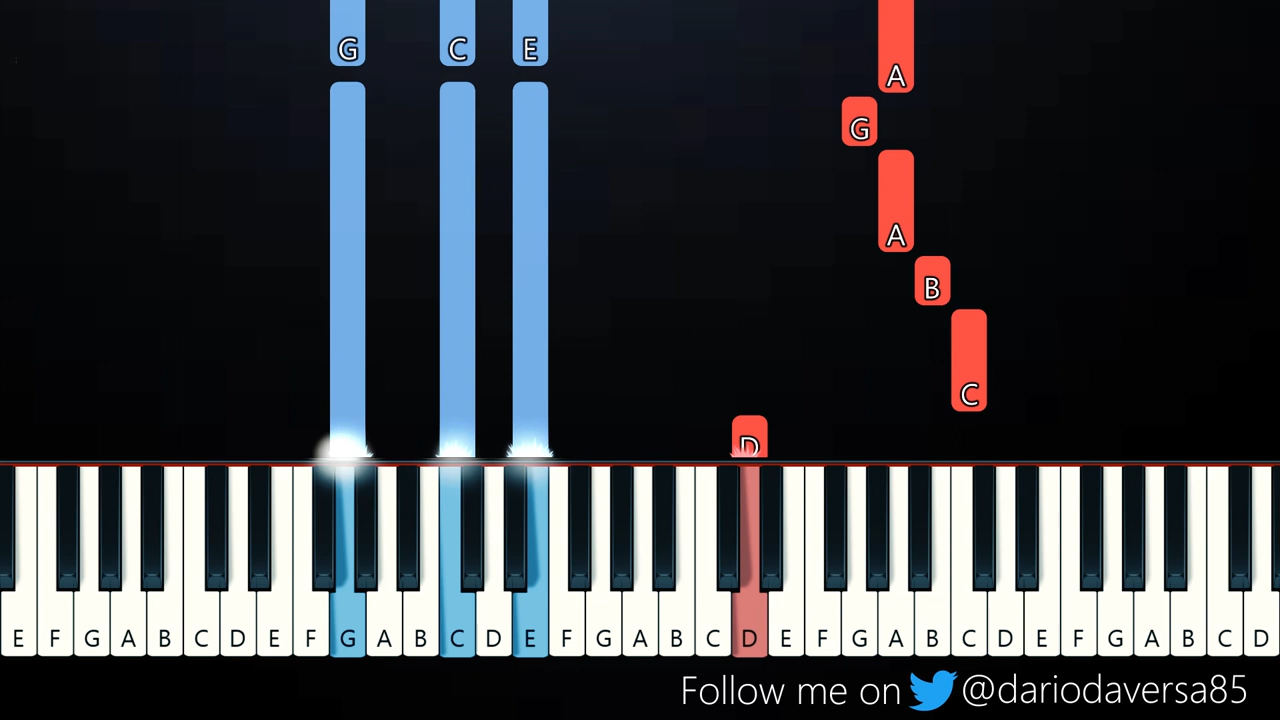 G C E A
G
A
B
C
D
E F G A B C D E F G A B C D E F G A B C D E F G A B C D E F G A B C D
Follow me on @dariodaversa85